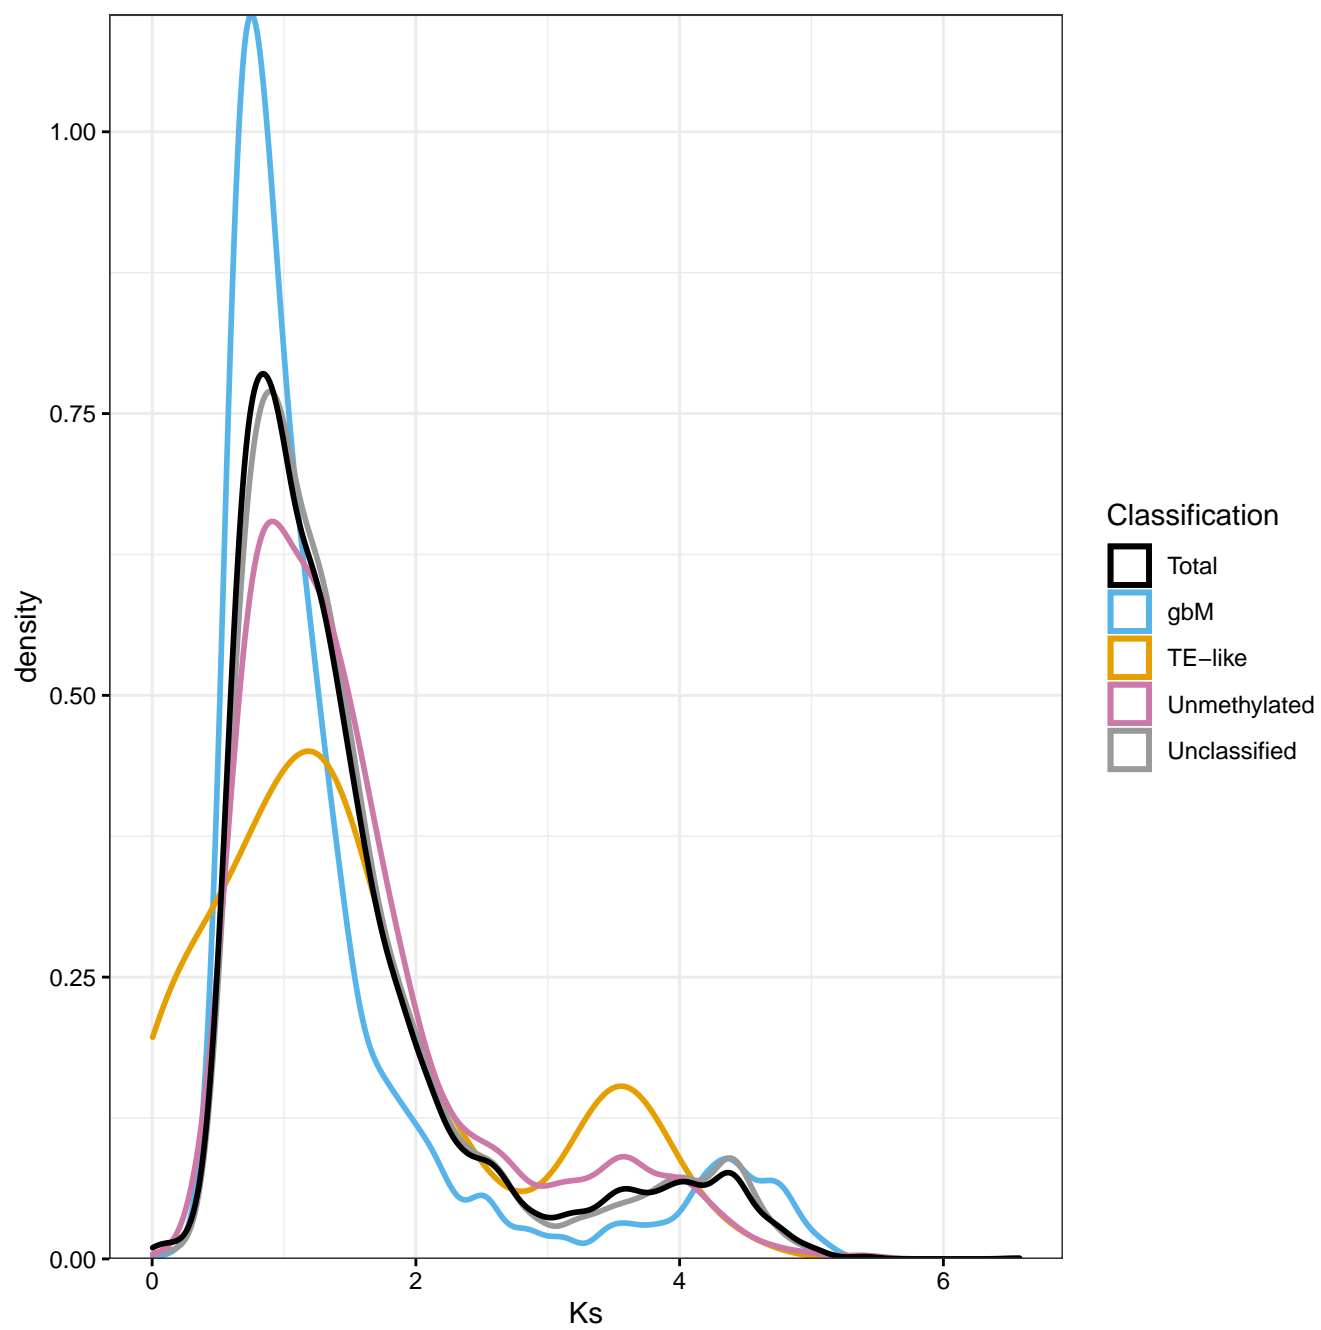 1.00
0.75
0.50
0.25
0.00
density
0 2 4 6
Ks
Classification
Total
gbM
TE−like
Unmethylated
Unclassified